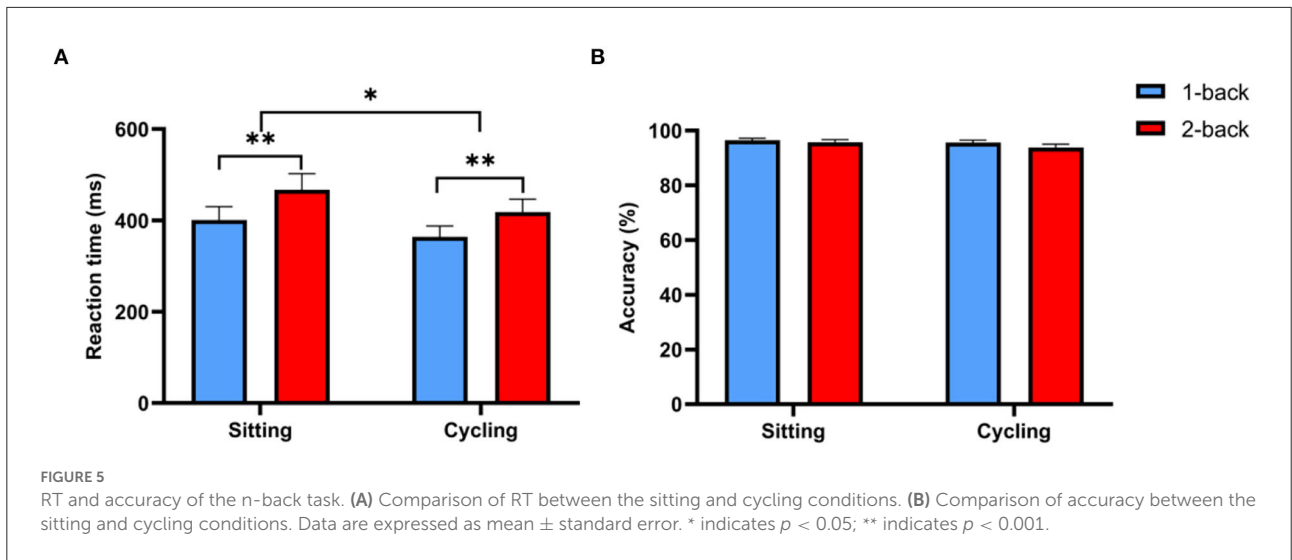 A
B
1-back
2-back
*
**
**
Reaction time (ms)
600
400
200
0
Sitting
Cycling
Accuracy (%)
100
80
60
40
20
0
Sitting
Cycling
FIGURE 5
RT and accuracy of the n-back task. (A) Comparison of RT between the sitting and cycling conditions. (B) Comparison of accuracy between the
sitting and cycling conditions. Data are expressed as mean ± standard error. * indicates p < 0.05; ** indicates p < 0.001.